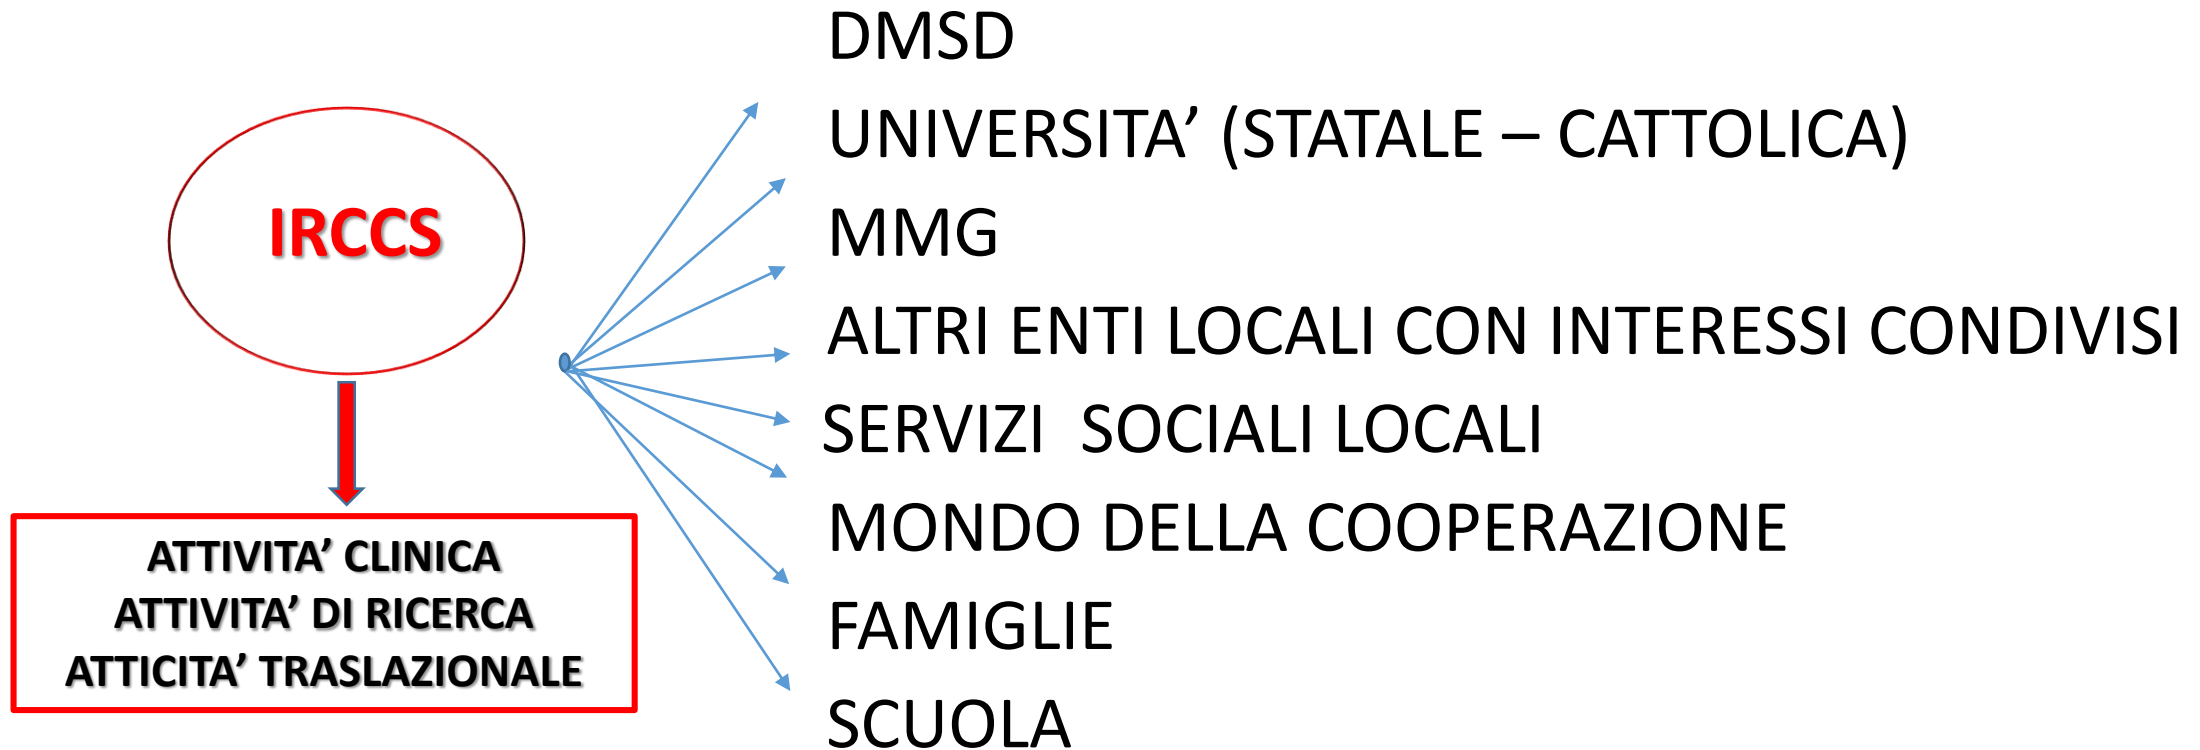 IRCCS
ATTIVITA’ CLINICA
ATTIVITA’ DI RICERCA
ATTICITA’ TRASLAZIONALE
DMSD
UNIVERSITA’ (STATALE – CATTOLICA)
MMG
ALTRI ENTI LOCALI CON INTERESSI CONDIVISI
SERVIZI  SOCIALI LOCALI
MONDO DELLA COOPERAZIONE
FAMIGLIE
SCUOLA